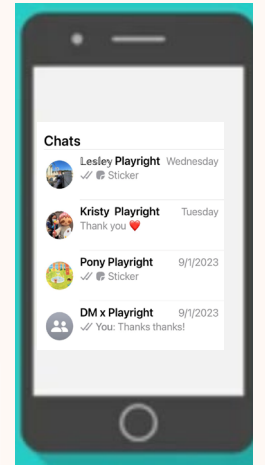 Chats
Lesley Playright Wednesday
Sticker
Kristy Playright Tuesday
Thank you ❤️
Pony Playright 9/1/2023
Sticker
DM x Playright 9/1/2023
You: Thanks thanks!